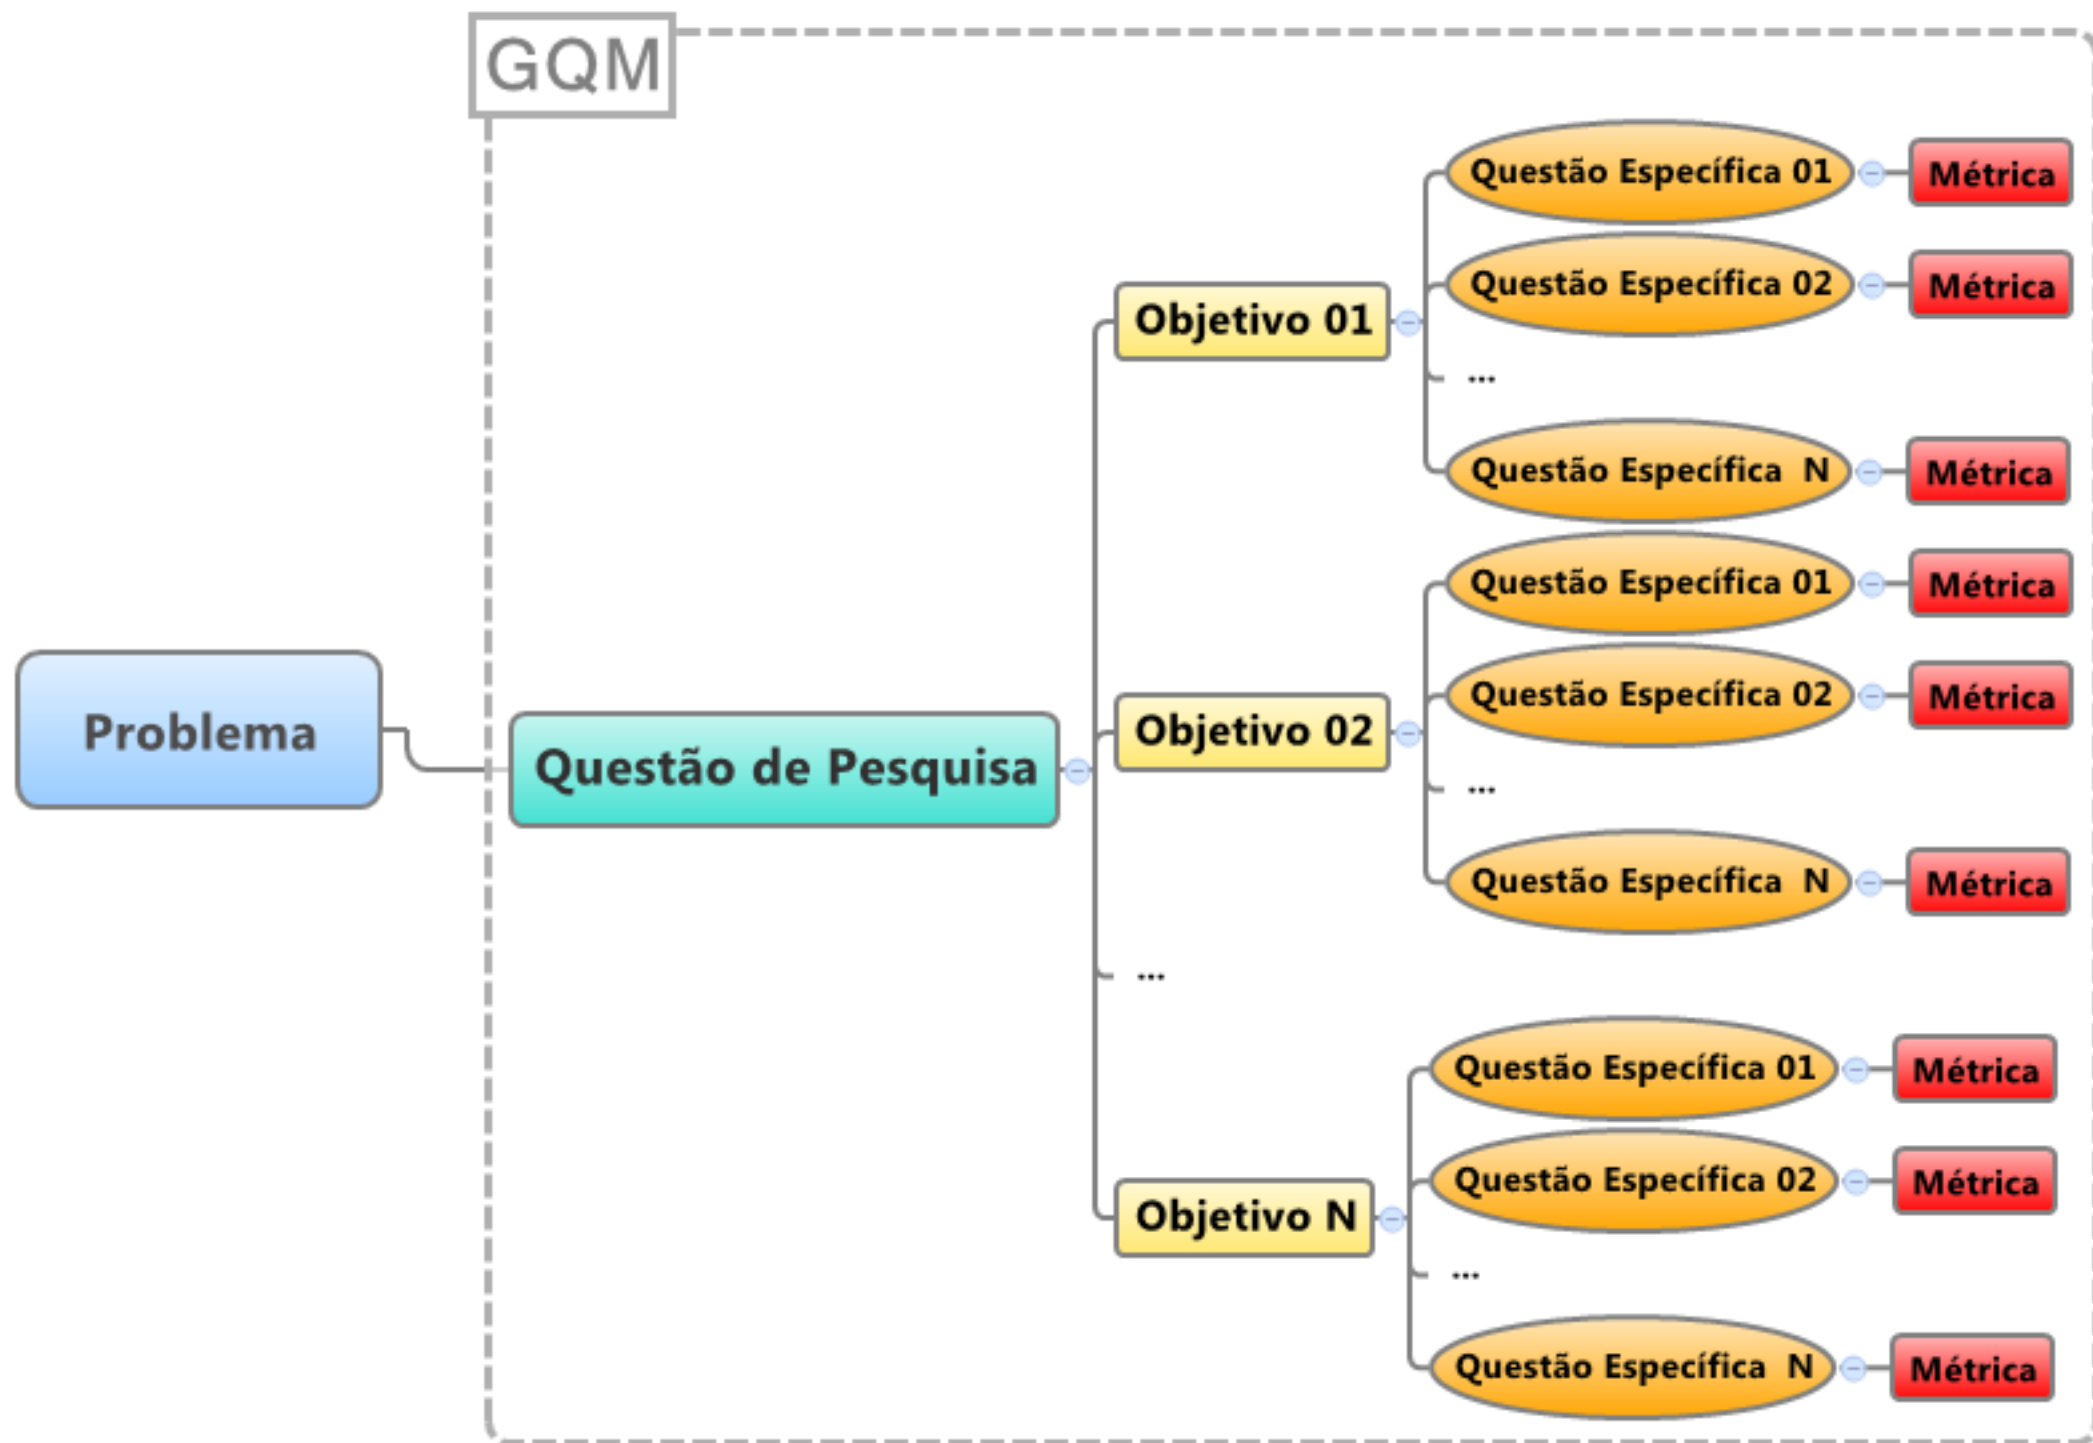 GQM
Problema
Questão de Pesquisa
Objetivo 01
Questão Específica 01
Métrica
Questão Específica 02
Métrica
...
Questão Específica  N
Métrica
Objetivo 02
Questão Específica 01
Métrica
Questão Específica 02
Métrica
...
Questão Específica  N
Métrica
...
Objetivo N
Questão Específica 01
Métrica
Questão Específica 02
Métrica
...
Questão Específica  N
Métrica